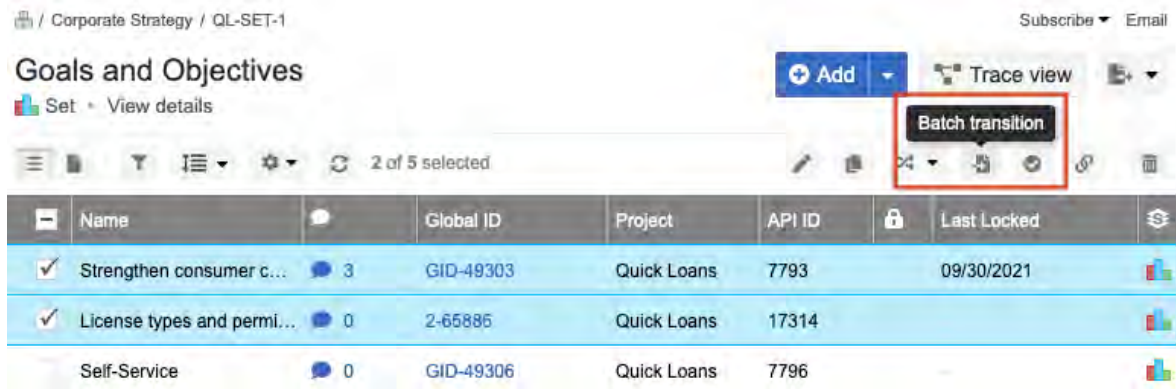 / Corporate Strategy / QL-SET-1 Subscribe Email
Goals and Objectives Add Trace view
Set • View details
Batch transition
2 of 5 selected
Name Global ID Project API ID Last Locked
Strengthen consumer c... 3 GID-49303 Quick Loans 7793 09/30/2021
License types and permi... 0 2-65885 Quick Loans 17314
Self-Service 0 GID-49306 Quick Loans 7796